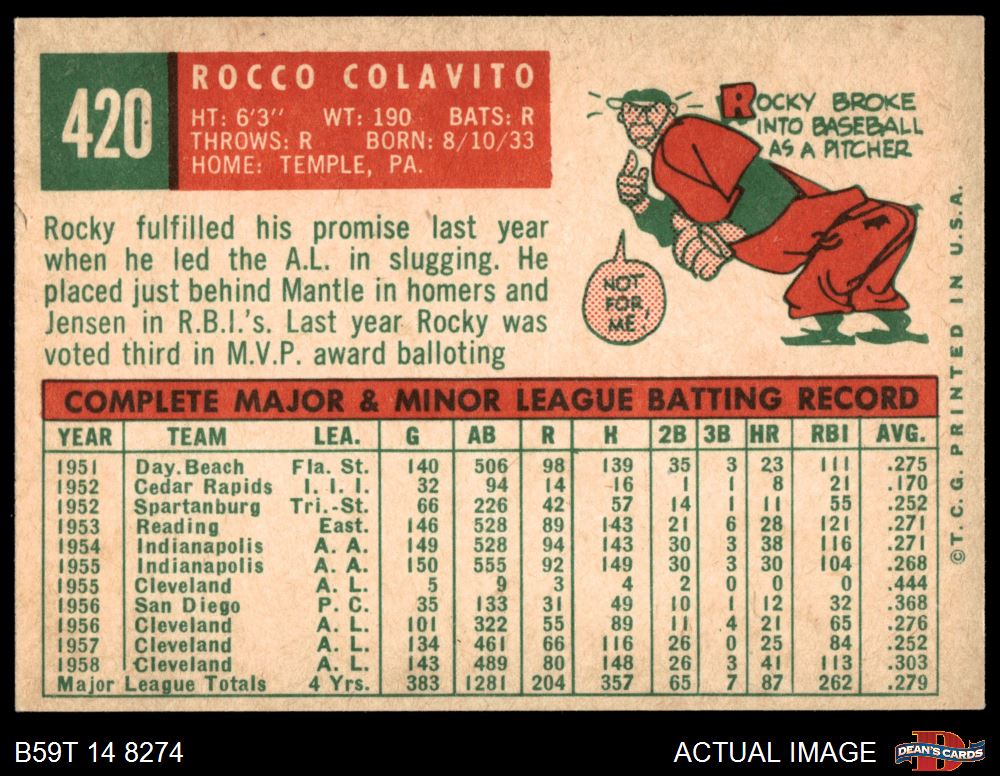 420
ROCCO COLAVITO
HT: 6'3" WT: 190 BATS: R
THROWS: R BORN: 8/10/33
HOME: TEMPLE, PA.
ROCKY BROKE
INTO BASEBALL
AS A PITCHER
NOT
FOR
ME!
Rocky fulfilled his promise last year
when he led the A.L. in slugging. He
placed just behind Mantle in homers and
Jensen in R.B.I.'s. Last year Rocky was
voted third in M.V.P. award balloting
COMPLETE MAJOR & MINOR LEAGUE BATTING RECORD
YEAR TEAM LEA. G AB R H 2B 3B HR RBI AVG.
1951 Day. Beach Fla. St. 140 506 98 139 35 3 23 111 .275
1952 Cedar Rapids I. I. I. 32 94 14 16 1 1 8 21 .170
1952 Spartanburg Tri.-St. 66 226 42 57 14 1 11 55 .252
1953 Reading East. 146 528 89 143 21 6 28 121 .271
1954 Indianapolis A. A. 149 528 94 143 30 3 38 116 .271
1955 Indianapolis A. A. 150 555 92 149 30 3 30 104 .268
1955 Cleveland A. L. 5 9 3 4 2 0 0 0 .444
1956 San Diego P. C. 35 133 31 49 10 1 12 32 .368
1956 Cleveland A. L. 101 322 55 89 11 4 21 65 .276
1957 Cleveland A. L. 134 461 66 116 26 0 25 84 .252
1958 Cleveland A. L. 143 489 80 148 26 3 41 113 .303
Major League Totals 4 Yrs. 383 1281 204 357 65 7 87 262 .279
©T. C. G. PRINTED IN U.S.A.
B59T 14 8274
ACTUAL IMAGE
D
DEAN'S CARDS